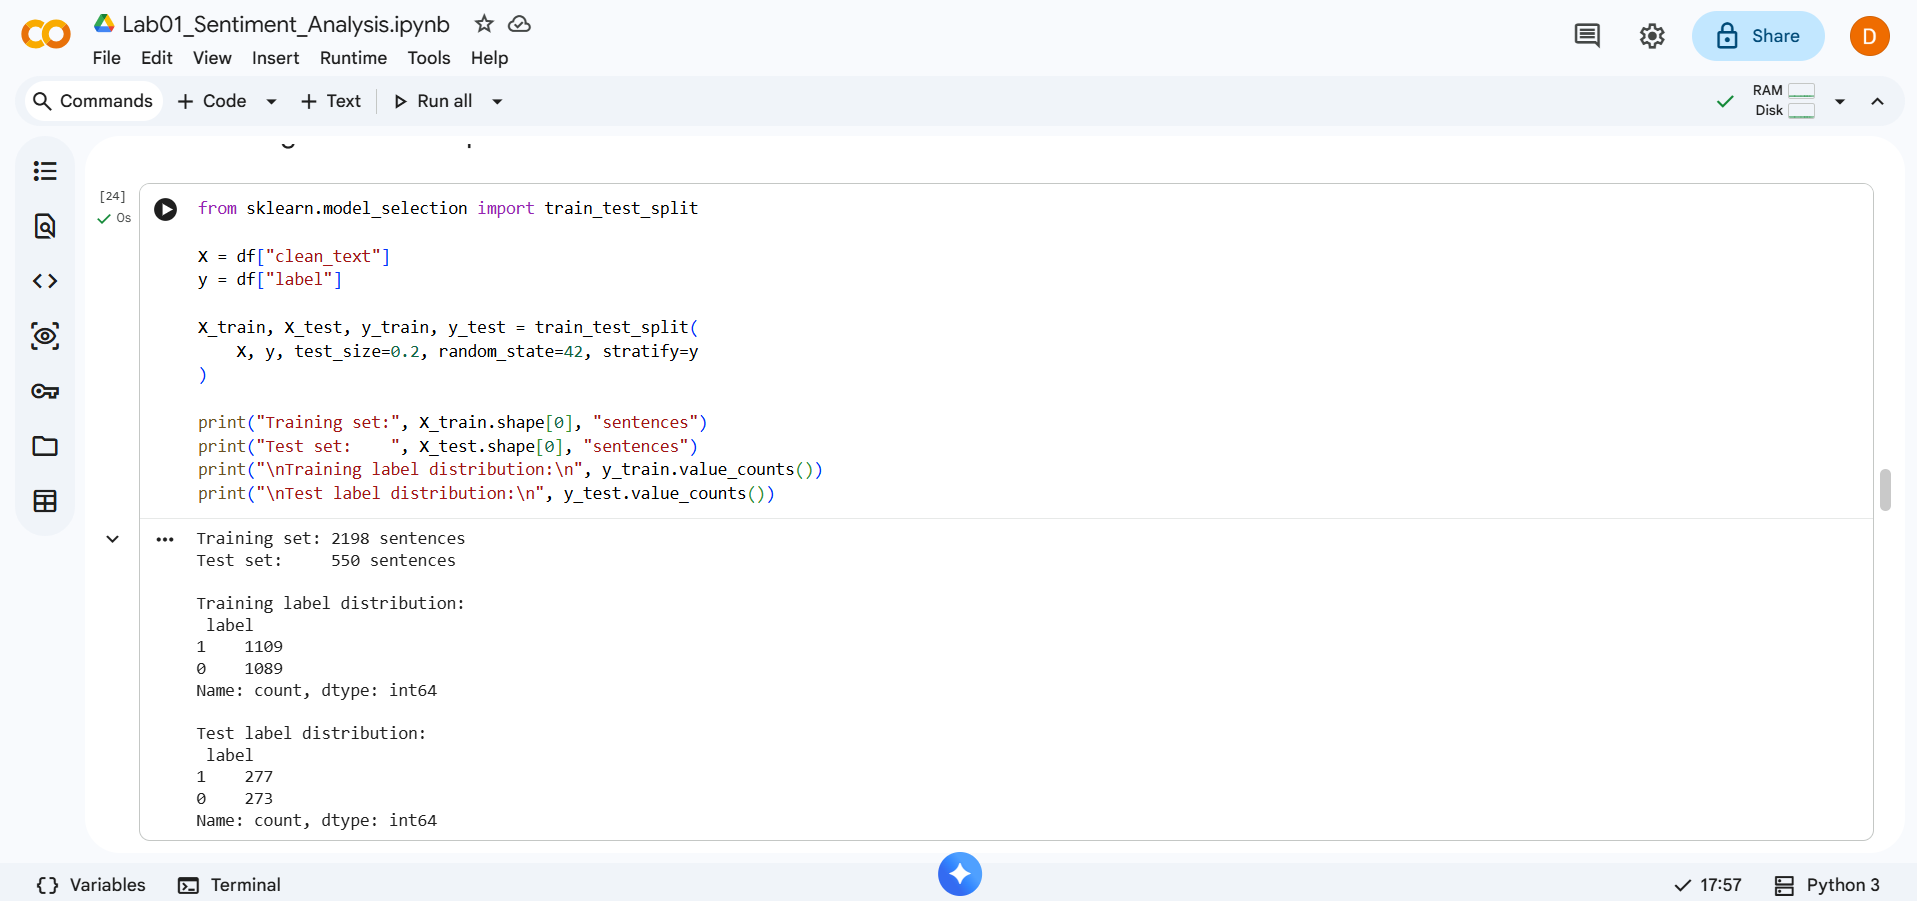 Lab01_Sentiment_Analysis.ipynb
File Edit View Insert Runtime Tools Help
Share
D
Commands + Code + Text Run all
RAM
Disk
[24]
0s
from sklearn.model_selection import train_test_split
X = df["clean_text"]
y = df["label"]
X_train, X_test, y_train, y_test = train_test_split(
    X, y, test_size=0.2, random_state=42, stratify=y
)
print("Training set:", X_train.shape[0], "sentences")
print("Test set:    ", X_test.shape[0], "sentences")
print("\nTraining label distribution:\n", y_train.value_counts())
print("\nTest label distribution:\n", y_test.value_counts())
Training set: 2198 sentences
Test set:     550 sentences
Training label distribution:
 label
1    1109
0    1089
Name: count, dtype: int64
Test label distribution:
 label
1    277
0    273
Name: count, dtype: int64
Variables Terminal
17:57 Python 3